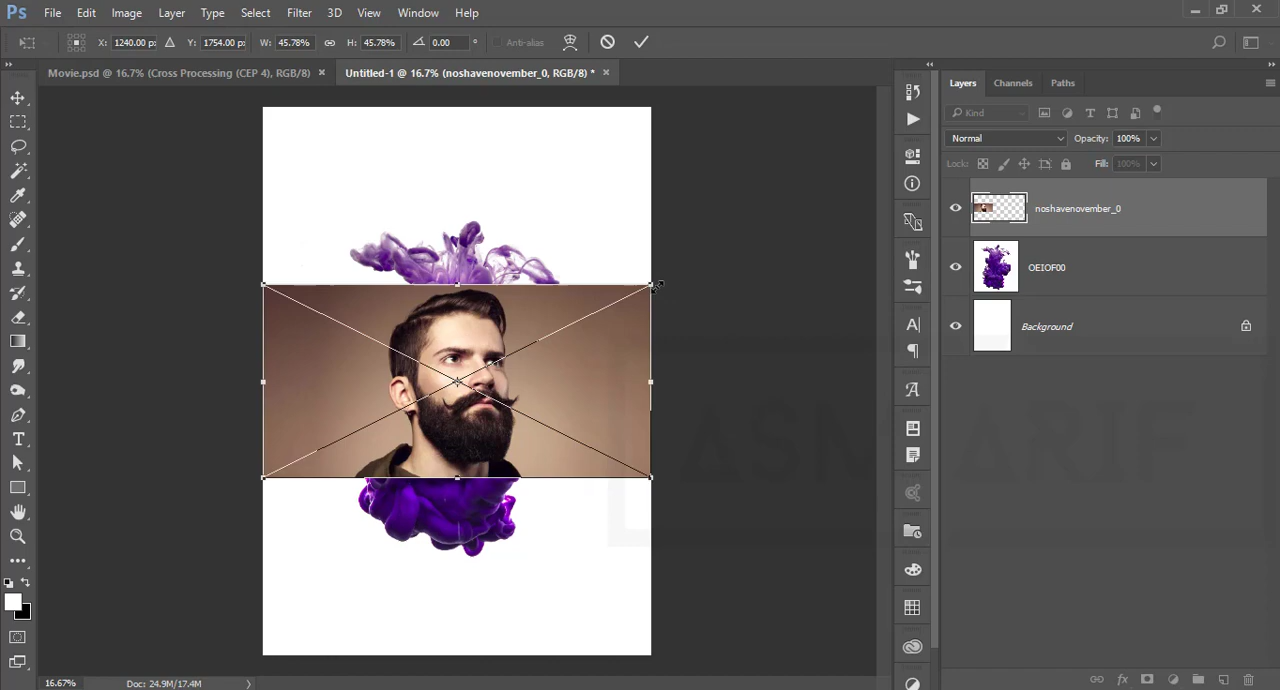 Ps File Edit Image Layer Type Select Filter 3D View Window Help
X: 1240.00 px Y: 1754.00 px W: 45.78% H: 45.78% 0.00 ° Anti-alias
Movie.psd @ 16.7% (Cross Processing (CEP 4), RGB/8) × Untitled-1 @ 16.7% (noshavenovember_0, RGB/8) * ×
Layers Channels Paths
Kind
Normal Opacity: 100%
Lock: Fill: 100%
noshavenovember_0
OEIOF00
Background
ASIM ARIF
16.67% Doc: 24.9M/17.4M